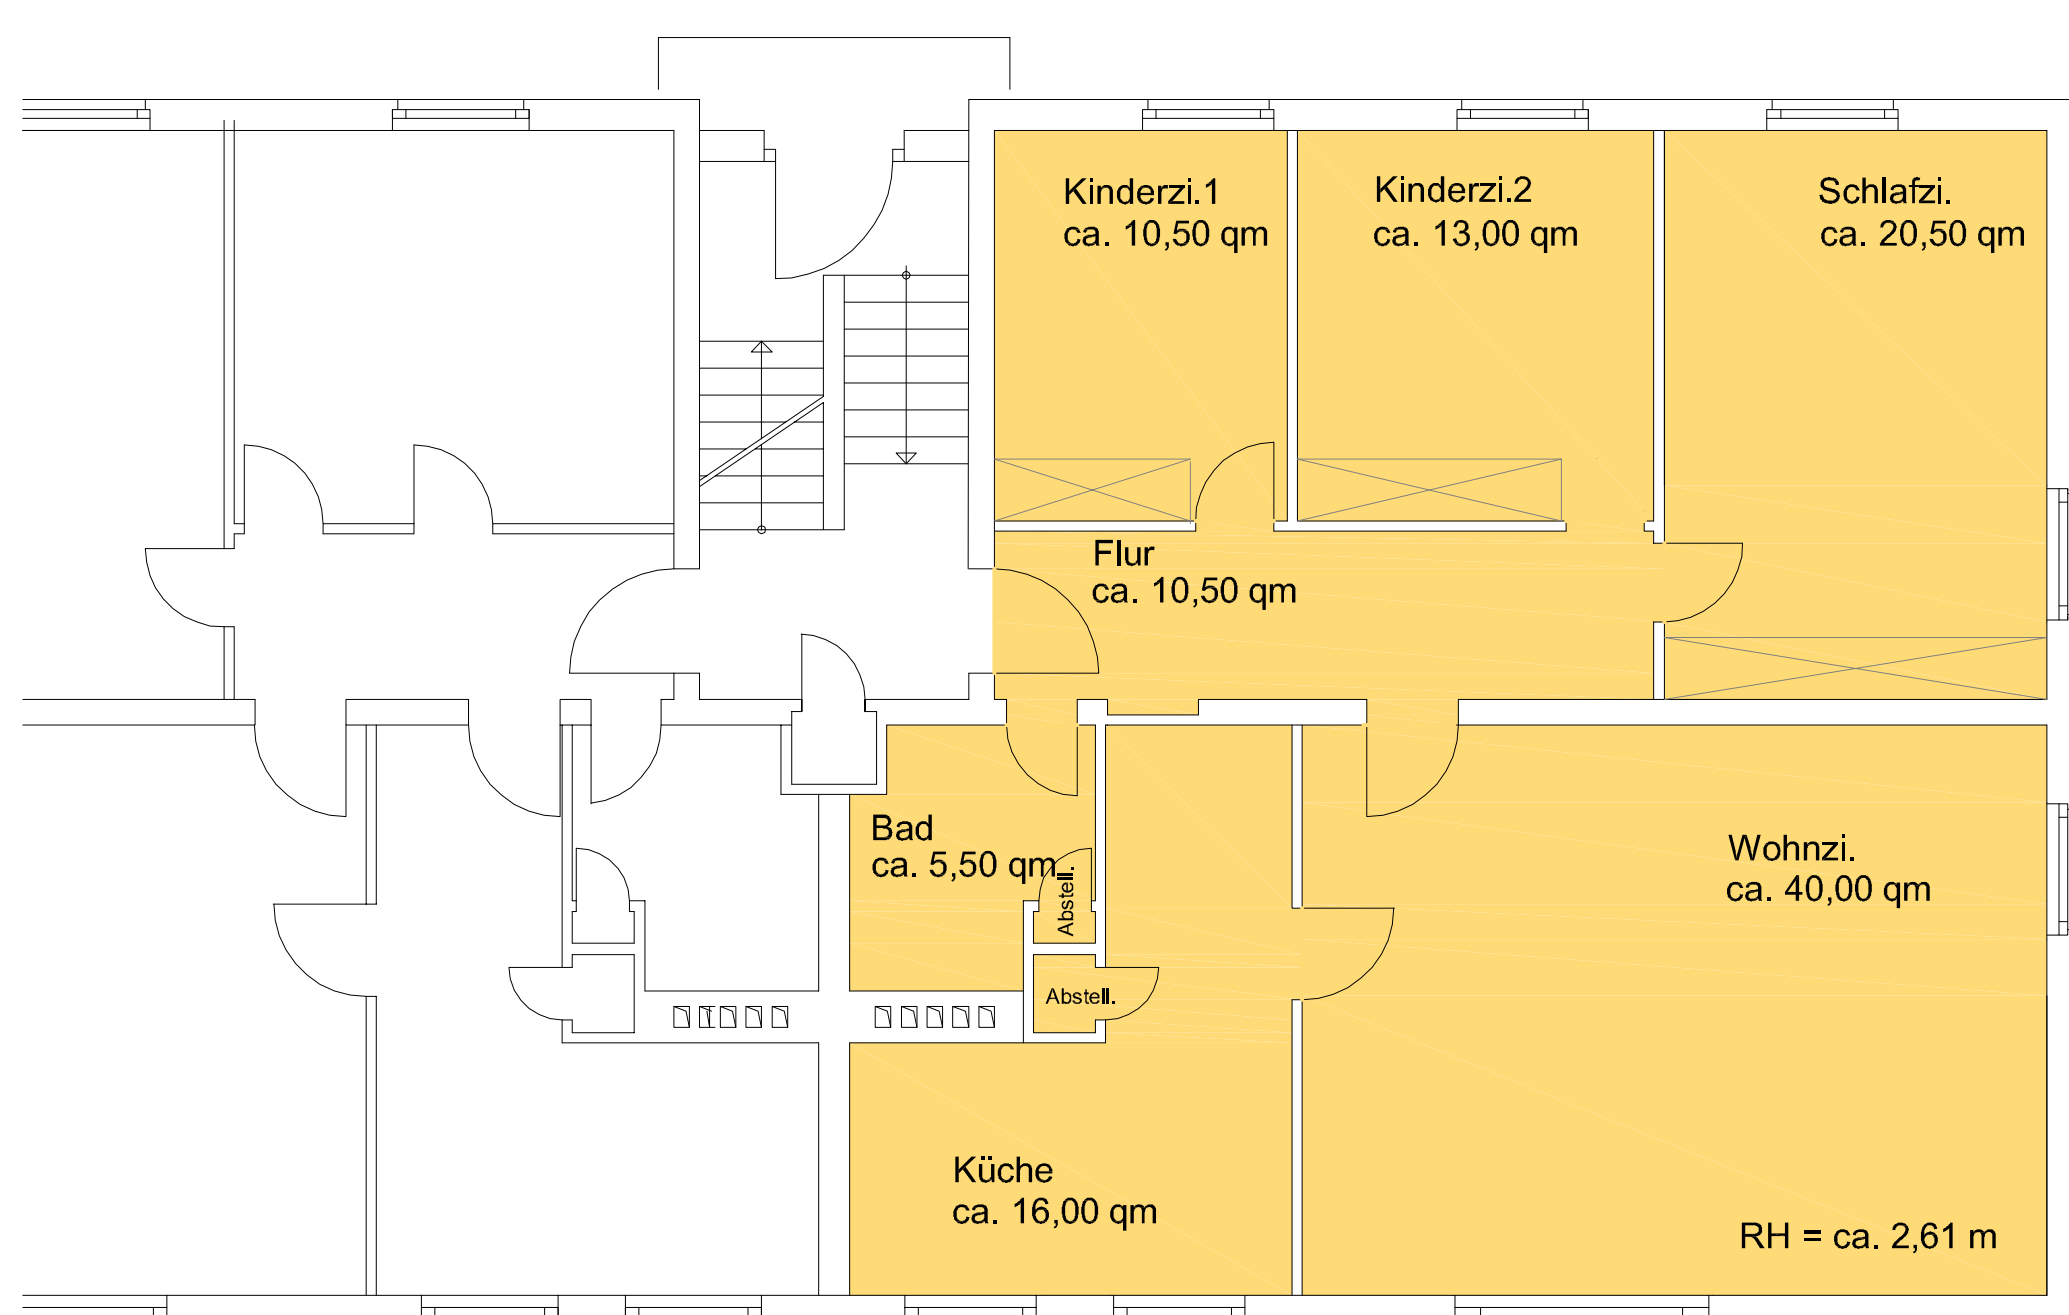 Kinderzi.1
ca. 10,50 qm
Kinderzi.2
ca. 13,00 qm
Schlafzi.
ca. 20,50 qm
Flur
ca. 10,50 qm
Bad
ca. 5,50 qm
Abstell.
Abstell.
Wohnzi.
ca. 40,00 qm
Küche
ca. 16,00 qm
RH = ca. 2,61 m